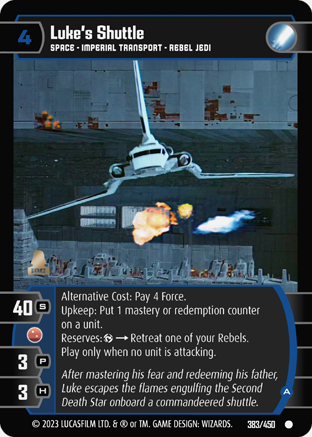 4
Luke's Shuttle
SPACE - IMPERIAL TRANSPORT - REBEL JEDI
40 S
3 P
3 H
Alternative Cost: Pay 4 Force.
Upkeep: Put 1 mastery or redemption counter
on a unit.
Reserves: → Retreat one of your Rebels.
Play only when no unit is attacking.
After mastering his fear and redeeming his father,
Luke escapes the flames engulfing the Second
Death Star onboard a commandeered shuttle.
A
© 2023 LUCASFILM LTD. & ® or TM. GAME DESIGN: WIZARDS.
383/450